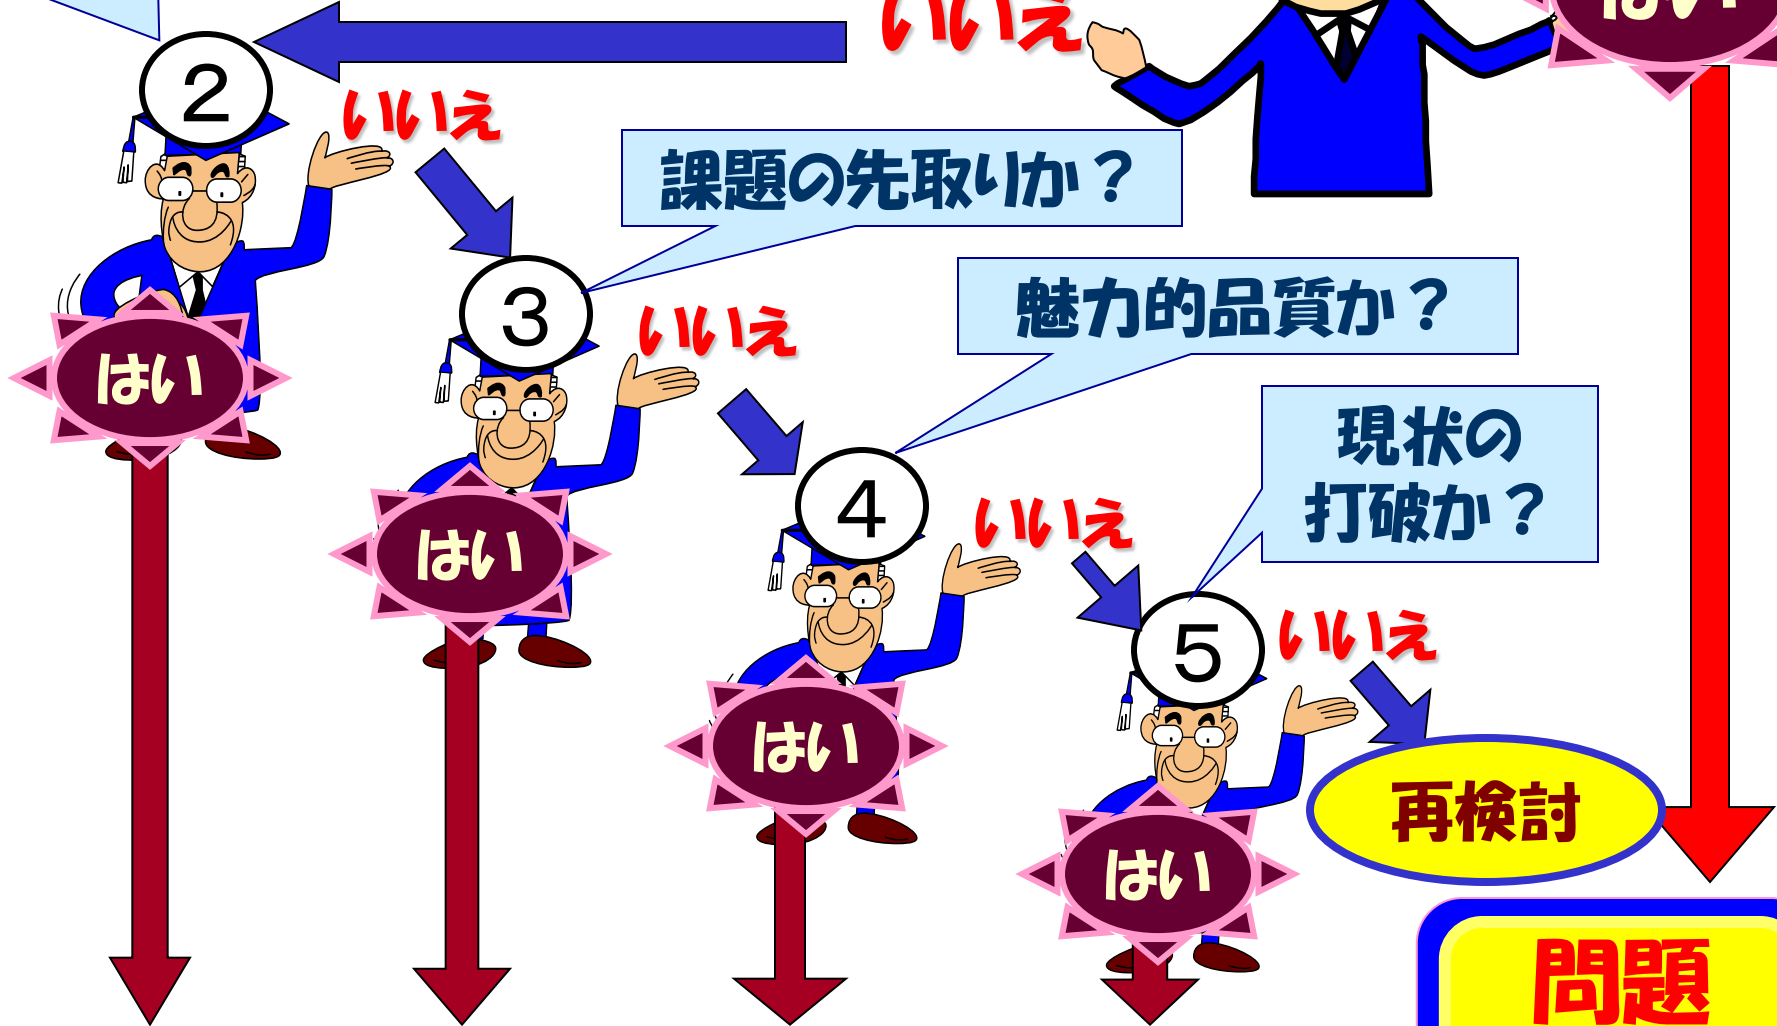 いいえ
はい
２
いいえ
課題の先取りか？
３
いいえ
はい
魅力的品質か？
４
いいえ
はい
現状の
打破か？
５
いいえ
はい
再検討
はい
問題